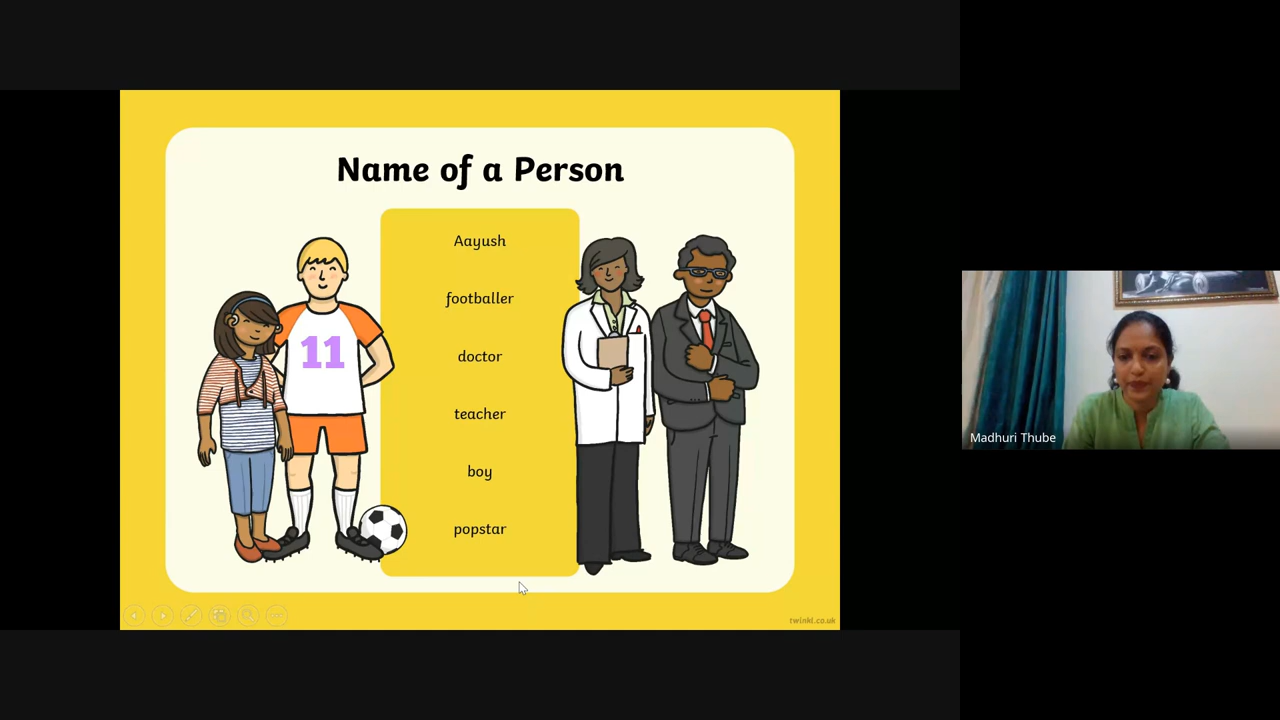 Name of a Person
Aayush
footballer
doctor
teacher
boy
popstar
11
twinkl.co.uk
Madhuri Thube